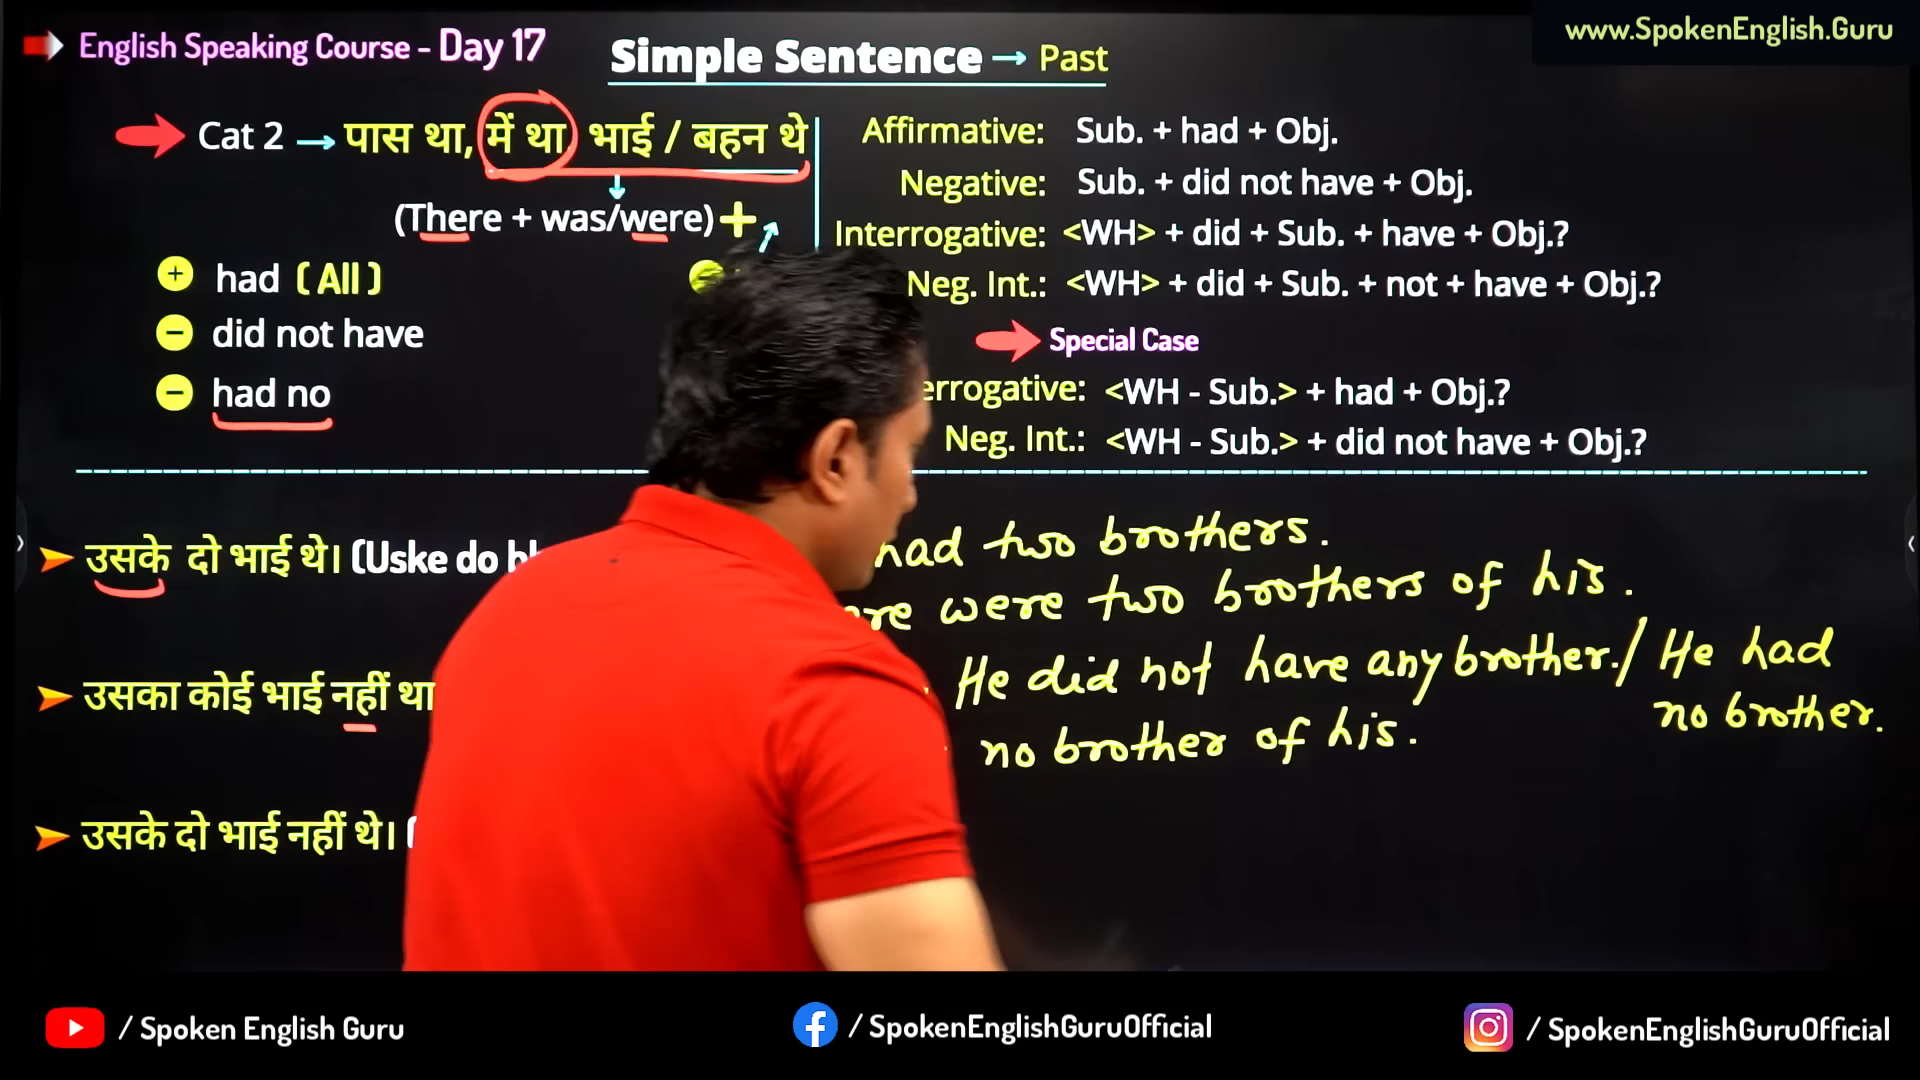 English Speaking Course - Day 17
Simple Sentence → Past
www.SpokenEnglish.Guru
Cat 2 → पास था, में था भाई / बहन थे
(There + was/were) +
+ had ( All )
− did not have
− had no
Affirmative: Sub. + had + Obj.
Negative: Sub. + did not have + Obj.
Interrogative: <WH> + did + Sub. + have + Obj.?
Neg. Int.: <WH> + did + Sub. + not + have + Obj.?
Special Case
<WH - Sub.> + had + Obj.?
Neg. Int.: <WH - Sub.> + did not have + Obj.?
उसके दो भाई थे। (Uske do
had two brothers.
were two brothers of his.
उसका कोई भाई नहीं था
He did not have any brother. / He had
no brother.
no brother of his.
उसके दो भाई नहीं थे। (
/ Spoken English Guru
/ SpokenEnglishGuruOfficial
/ SpokenEnglishGuruOfficial